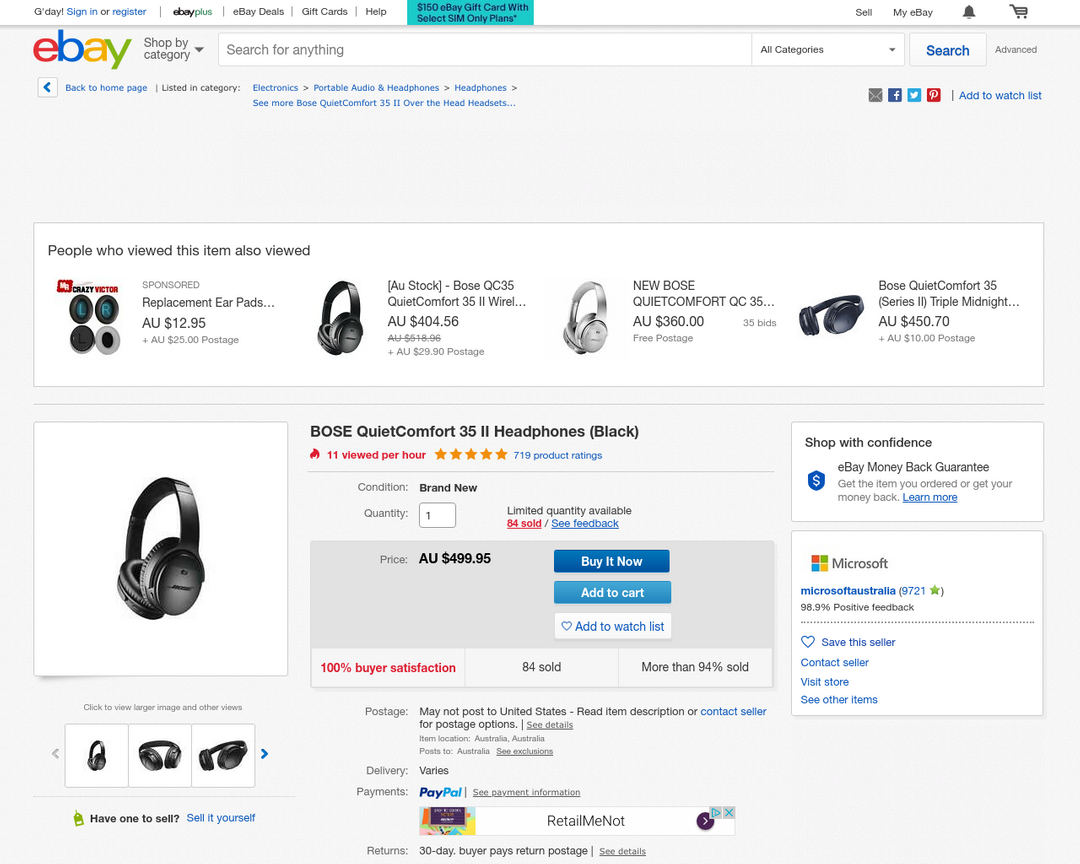 G'day! Sign in or register | ebayplus | eBay Deals | Gift Cards | Help
$150 eBay Gift Card With
Select SIM Only Plans*
Sell My eBay
ebay
Shop by
category
Search for anything
All Categories
Search
Advanced
Back to home page | Listed in category: Electronics > Portable Audio & Headphones > Headphones >
See more Bose QuietComfort 35 II Over the Head Headsets...
| Add to watch list
People who viewed this item also viewed
CRAZY VICTOR
L R
L
SPONSORED
Replacement Ear Pads...
AU $12.95
+ AU $25.00 Postage
[Au Stock] - Bose QC35
QuietComfort 35 II Wirel...
AU $404.56
AU $518.96
+ AU $29.90 Postage
NEW BOSE
QUIETCOMFORT QC 35...
AU $360.00 35 bids
Free Postage
Bose QuietComfort 35
(Series II) Triple Midnight...
AU $450.70
+ AU $10.00 Postage
BOSE
Click to view larger image and other views
Have one to sell? Sell it yourself
BOSE QuietComfort 35 II Headphones (Black)
11 viewed per hour 719 product ratings
Condition: Brand New
Quantity: 1
Limited quantity available
84 sold / See feedback
Price: AU $499.95
Buy It Now
Add to cart
Add to watch list
100% buyer satisfaction 84 sold More than 94% sold
Postage: May not post to United States - Read item description or contact seller
for postage options. | See details
Item location: Australia, Australia
Posts to: Australia See exclusions
Delivery: Varies
Payments: PayPal | See payment information
RetailMeNot
Returns: 30-day. buyer pays return postage | See details
Shop with confidence
eBay Money Back Guarantee
Get the item you ordered or get your
money back. Learn more
Microsoft
microsoftaustralia (9721)
98.9% Positive feedback
Save this seller
Contact seller
Visit store
See other items